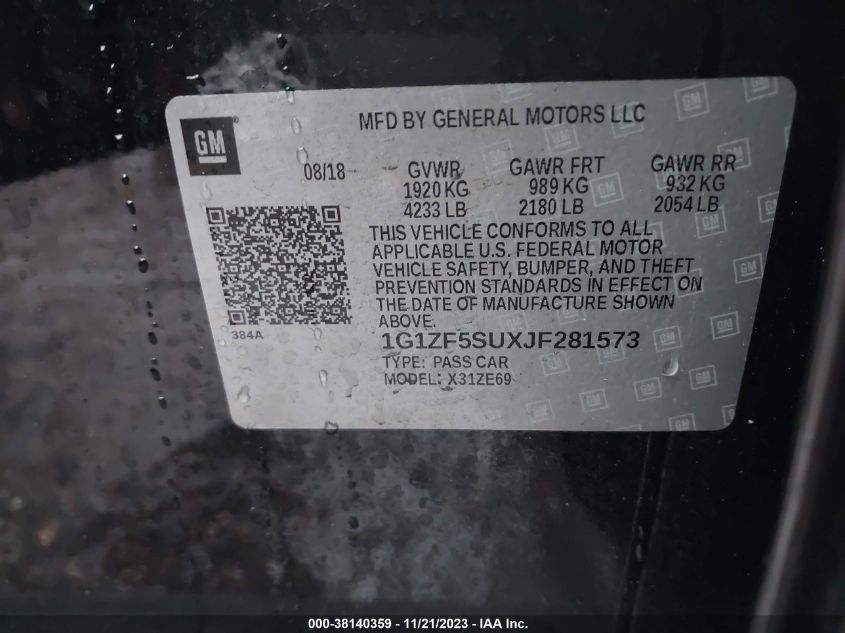 MFD BY GENERAL MOTORS LLC
GM
08/18 GVWR GAWR FRT GAWR RR
1920 KG 989 KG 932 KG
4233 LB 2180 LB 2054 LB
THIS VEHICLE CONFORMS TO ALL
APPLICABLE U.S. FEDERAL MOTOR
VEHICLE SAFETY, BUMPER, AND THEFT
PREVENTION STANDARDS IN EFFECT ON
THE DATE OF MANUFACTURE SHOWN
ABOVE.
384A
1G1ZF5SUXJF281573
TYPE: PASS CAR
MODEL: X31ZE69
000-38140359 - 11/21/2023 - IAA Inc.